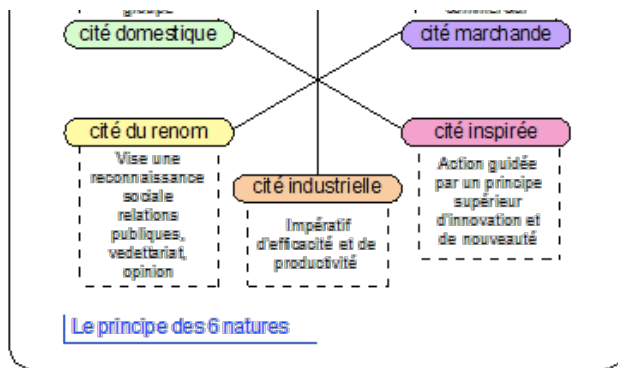 groupe
cité domestique
cité marchande
cité du renom
Vise une
reconnaissance
sociale
relations
publiques,
vedettariat,
opinion
cité industrielle
Impératif
d'efficacité et de
productivité
cité inspirée
Action guidée
par un principe
supérieur
d'innovation et
de nouveauté
Le principe des 6 natures